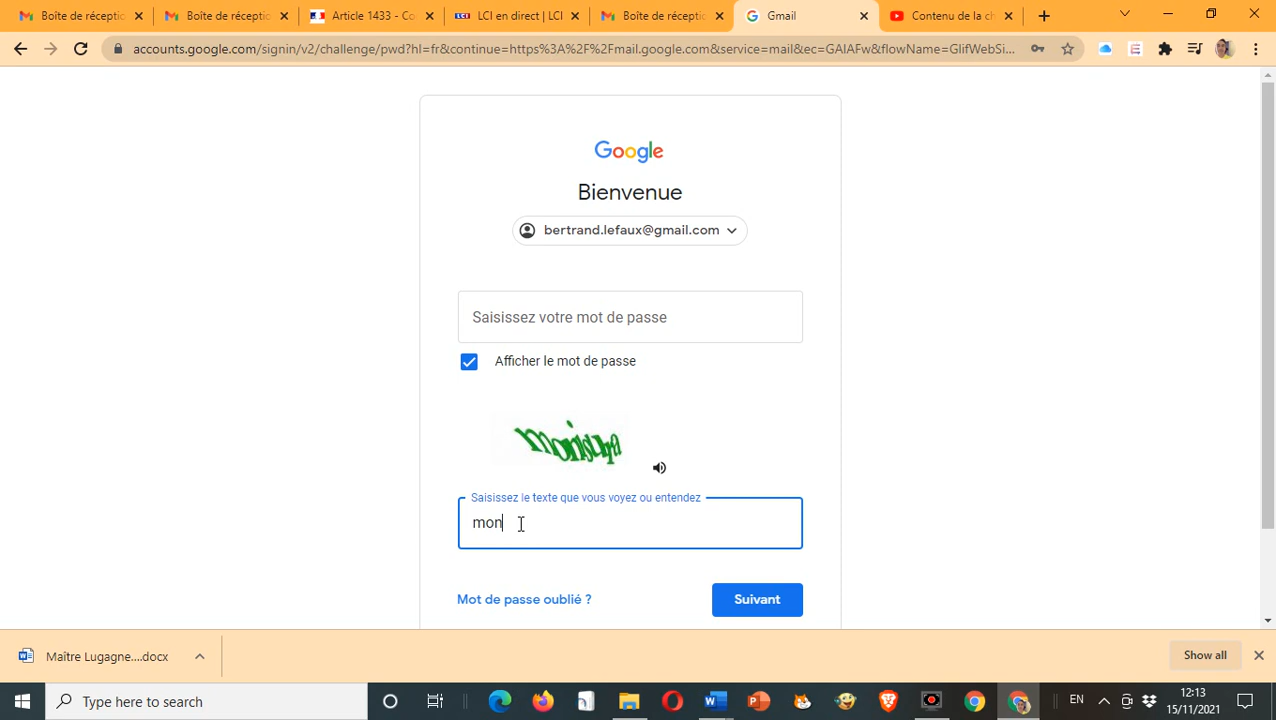 Boîte de réceptio
Boîte de réceptio
Article 1433 - Co
LCI LCI en direct | LCI
Boîte de réceptio
Gmail
Contenu de la ch
accounts.google.com/signin/v2/challenge/pwd?hl=fr&continue=https%3A%2F%2Fmail.google.com&service=mail&ec=GAlAFw&flowName=GlifWebSi...
Google
Bienvenue
bertrand.lefaux@gmail.com
Saisissez votre mot de passe
Afficher le mot de passe
Saisissez le texte que vous voyez ou entendez
mon
Mot de passe oublié ?
Suivant
Maître Lugagne....docx
Show all
Type here to search
EN
12:13
15/11/2021